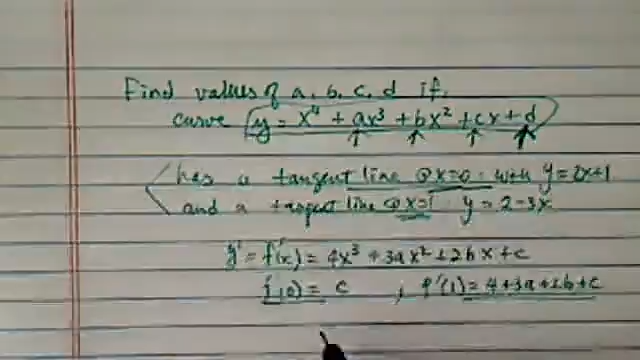 Find values of a, b, c, d if
curve y = x⁴ + ax³ + bx² + cx + d
has a tangent line @x=0 with y = 2x+1
and a tangent line @x=1 y = 2-3x
y' = f'(x) = 4x³ + 3ax² + 2bx + c
f'(0) = c , f'(1) = 4+3a+2b+c